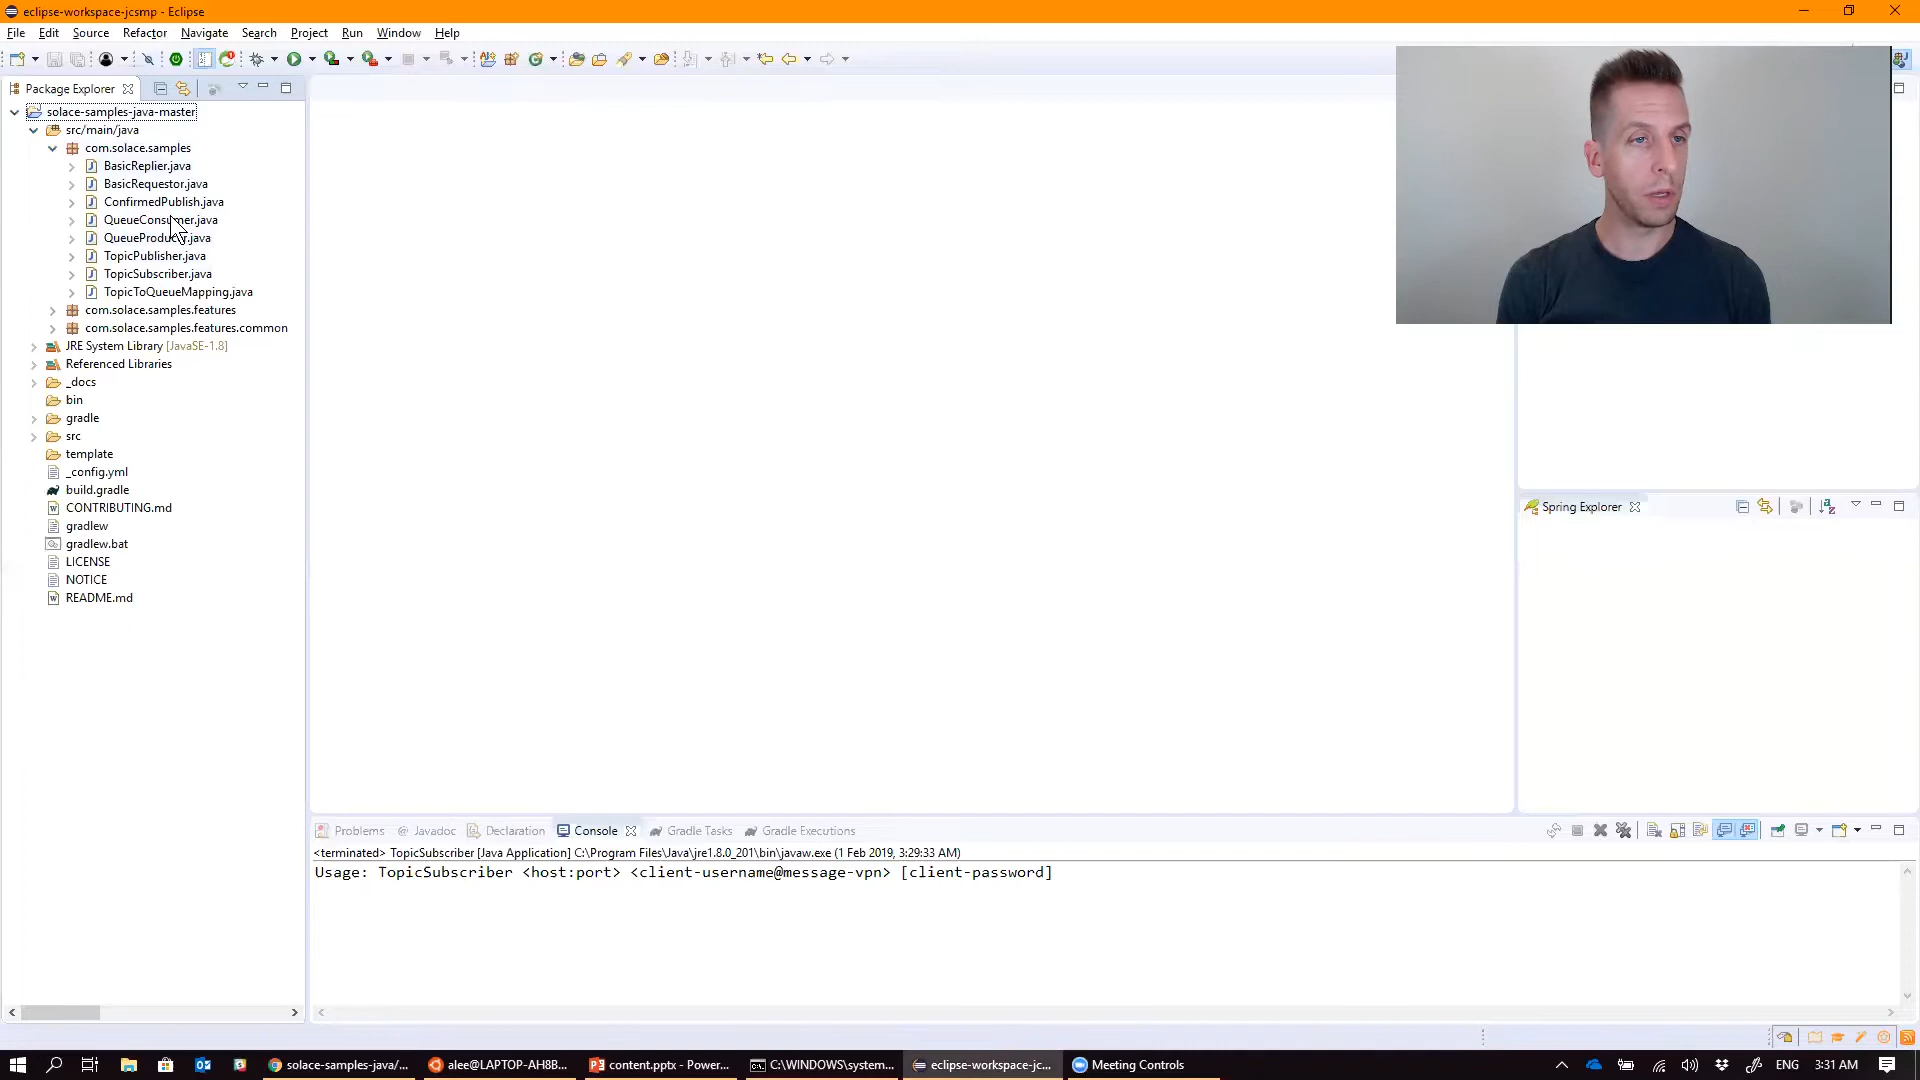 eclipse-workspace-jcsmp - Eclipse
File Edit Source Refactor Navigate Search Project Run Window Help
Package Explorer
solace-samples-java-master
src/main/java
com.solace.samples
BasicReplier.java
BasicRequestor.java
ConfirmedPublish.java
QueueConsumer.java
QueueProducer.java
TopicPublisher.java
TopicSubscriber.java
TopicToQueueMapping.java
com.solace.samples.features
com.solace.samples.features.common
JRE System Library [JavaSE-1.8]
Referenced Libraries
_docs
bin
gradle
src
template
_config.yml
build.gradle
CONTRIBUTING.md
gradlew
gradlew.bat
LICENSE
NOTICE
README.md
Spring Explorer
Problems @ Javadoc Declaration Console Gradle Tasks Gradle Executions
<terminated> TopicSubscriber [Java Application] C:\Program Files\Java\jre1.8.0_201\bin\javaw.exe (1 Feb 2019, 3:29:33 AM)
Usage: TopicSubscriber <host:port> <client-username@message-vpn> [client-password]
solace-samples-java/... alee@LAPTOP-AH8B... content.pptx - Power... C:\WINDOWS\system... eclipse-workspace-jc... Meeting Controls ENG 3:31 AM